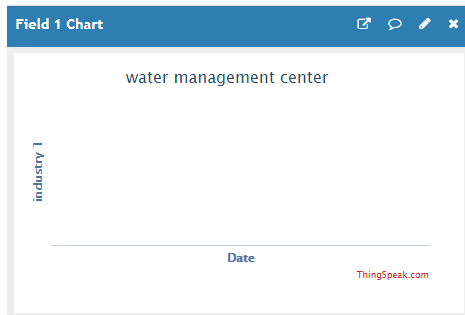 Field 1 Chart
water management center
industry 1
Date
ThingSpeak.com